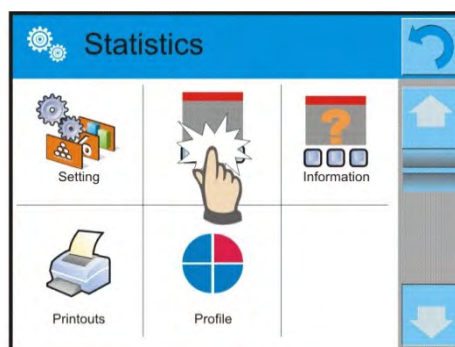 Statistics
Setting
Information
Printouts
Profile